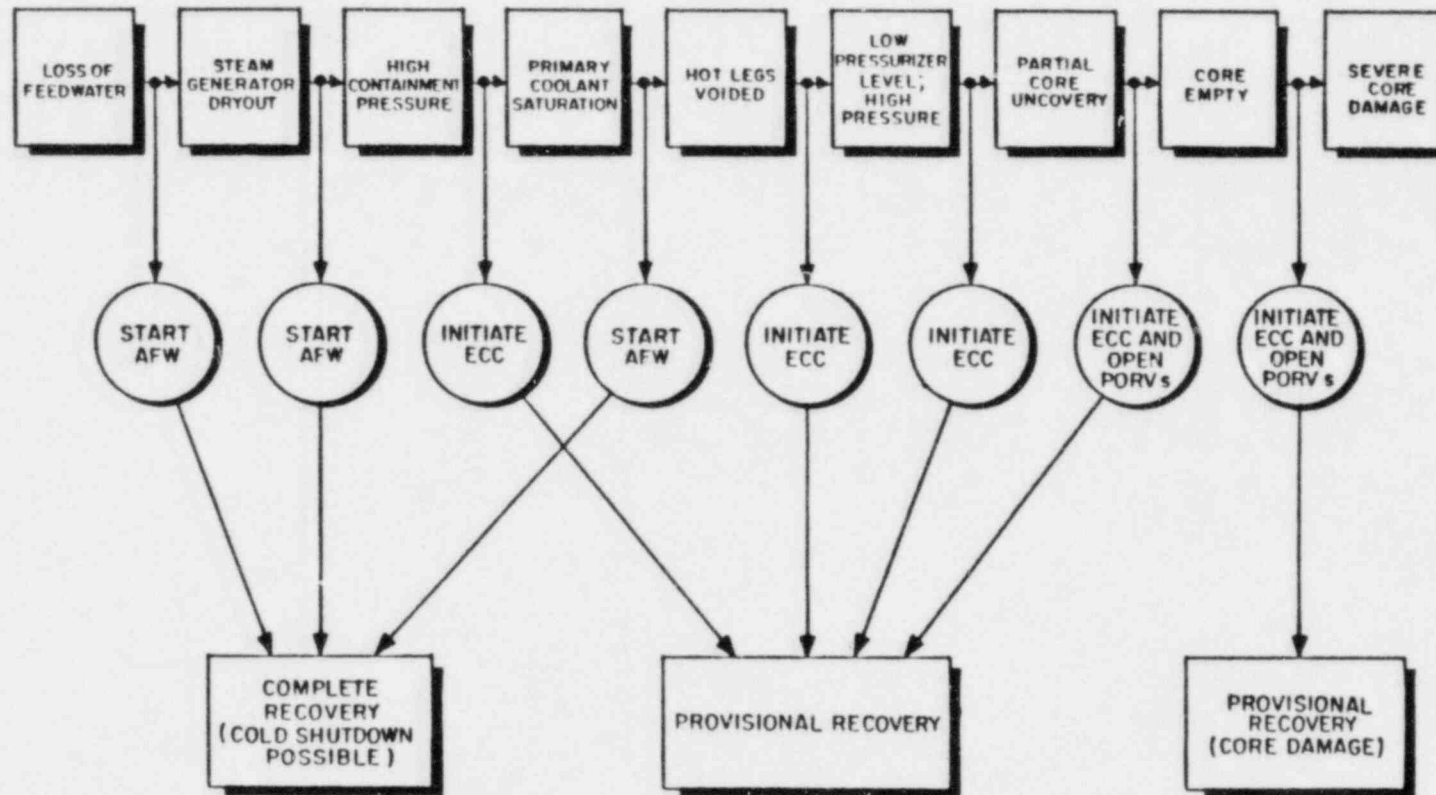 LOSS OF
FEEDWATER
STEAM
GENERATOR
DRYOUT
HIGH
CONTAINMENT
PRESSURE
PRIMARY
COOLANT
SATURATION
HOT LEGS
VOIDED
LOW
PRESSURIZER
LEVEL;
HIGH
PRESSURE
PARTIAL
CORE
UNCOVERY
CORE
EMPTY
SEVERE
CORE
DAMAGE
START
AFW
START
AFW
INITIATE
ECC
START
AFW
INITIATE
ECC
INITIATE
ECC
INITIATE
ECC AND
OPEN
PORVs
INITIATE
ECC AND
OPEN
PORVs
COMPLETE
RECOVERY
(COLD SHUTDOWN
POSSIBLE)
PROVISIONAL RECOVERY
PROVISIONAL
RECOVERY
(CORE DAMAGE)